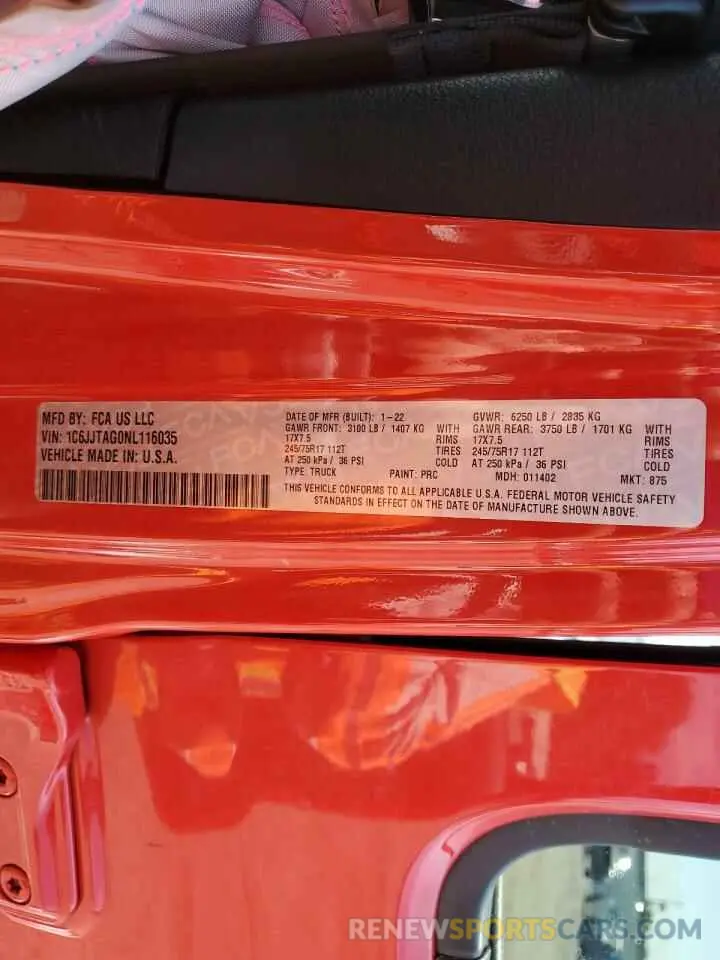 MFD BY: FCA US LLC
VIN: 1C6JJTAG0NL116035
VEHICLE MADE IN: U.S.A.
DATE OF MFR (BUILT): 1-22
GAWR FRONT: 3100 LB / 1407 KG WITH
17X7.5 RIMS
245/75R17 112T TIRES
AT 250 kPa / 36 PSI COLD
TYPE: TRUCK PAINT: PRC
GVWR: 6250 LB / 2835 KG
GAWR REAR: 3750 LB / 1701 KG WITH
17X7.5 RIMS
245/75R17 112T TIRES
AT 250 kPa / 36 PSI COLD
MDH: 011402 MKT: 875
THIS VEHICLE CONFORMS TO ALL APPLICABLE U.S.A. FEDERAL MOTOR VEHICLE SAFETY
STANDARDS IN EFFECT ON THE DATE OF MANUFACTURE SHOWN ABOVE.
RENEWSPORTSCARS.COM